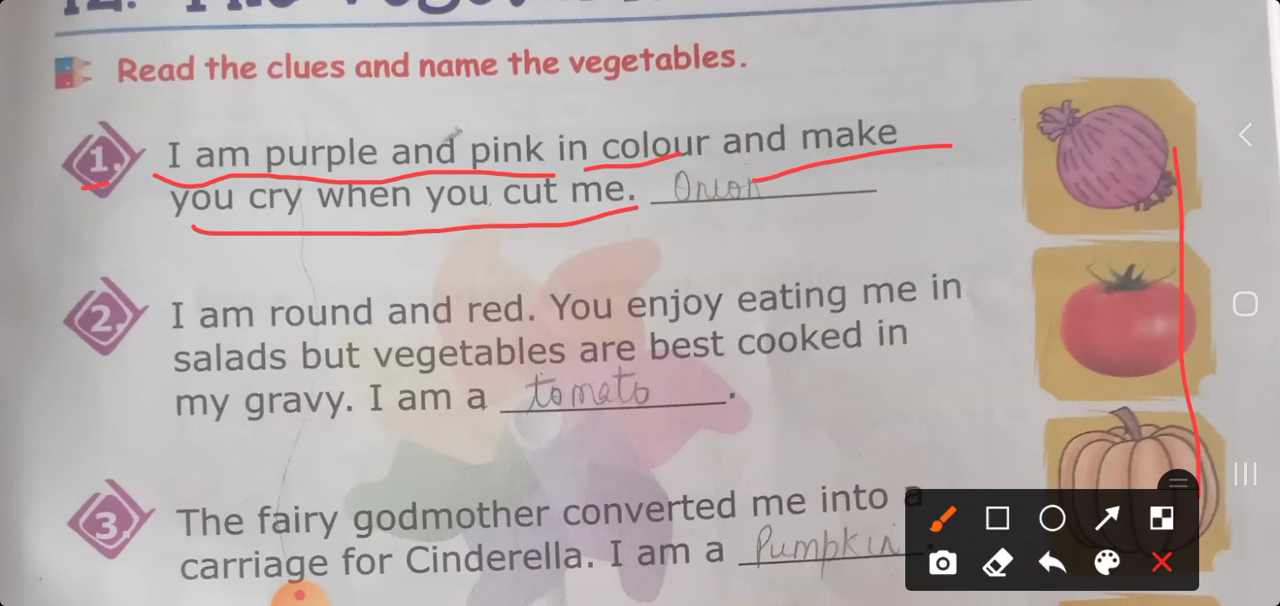 Read the clues and name the vegetables.
1. I am purple and pink in colour and make
you cry when you cut me. Onion
2. I am round and red. You enjoy eating me in
salads but vegetables are best cooked in
my gravy. I am a tomato.
3. The fairy godmother converted me into a
carriage for Cinderella. I am a Pumpkin.